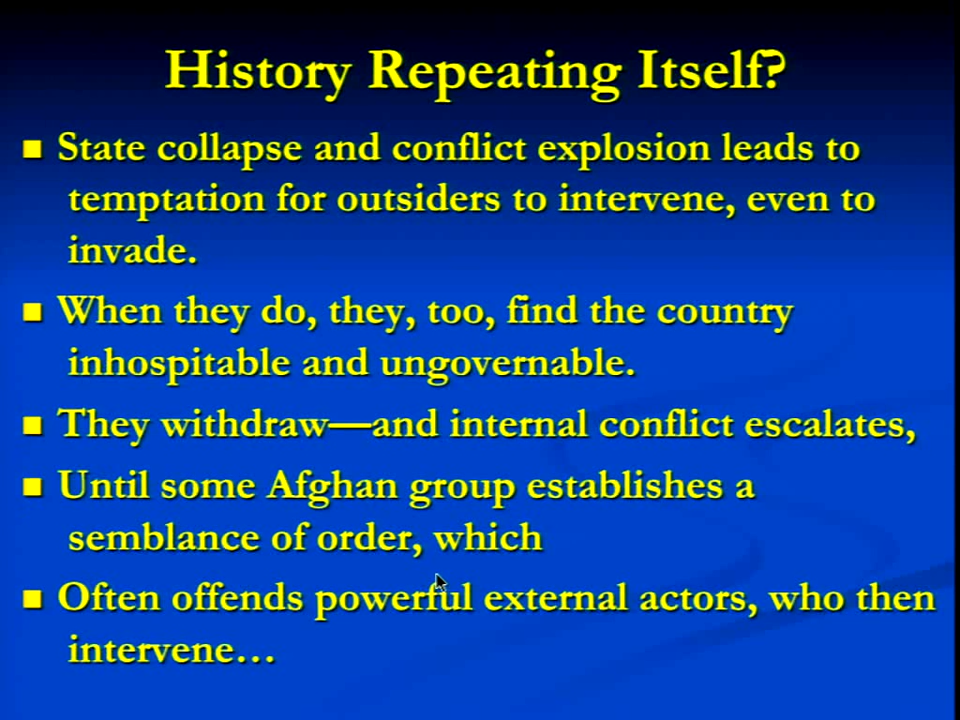 History Repeating Itself?
■ State collapse and conflict explosion leads to
temptation for outsiders to intervene, even to
invade.
■ When they do, they, too, find the country
inhospitable and ungovernable.
■ They withdraw—and internal conflict escalates,
■ Until some Afghan group establishes a
semblance of order, which
■ Often offends powerful external actors, who then
intervene…